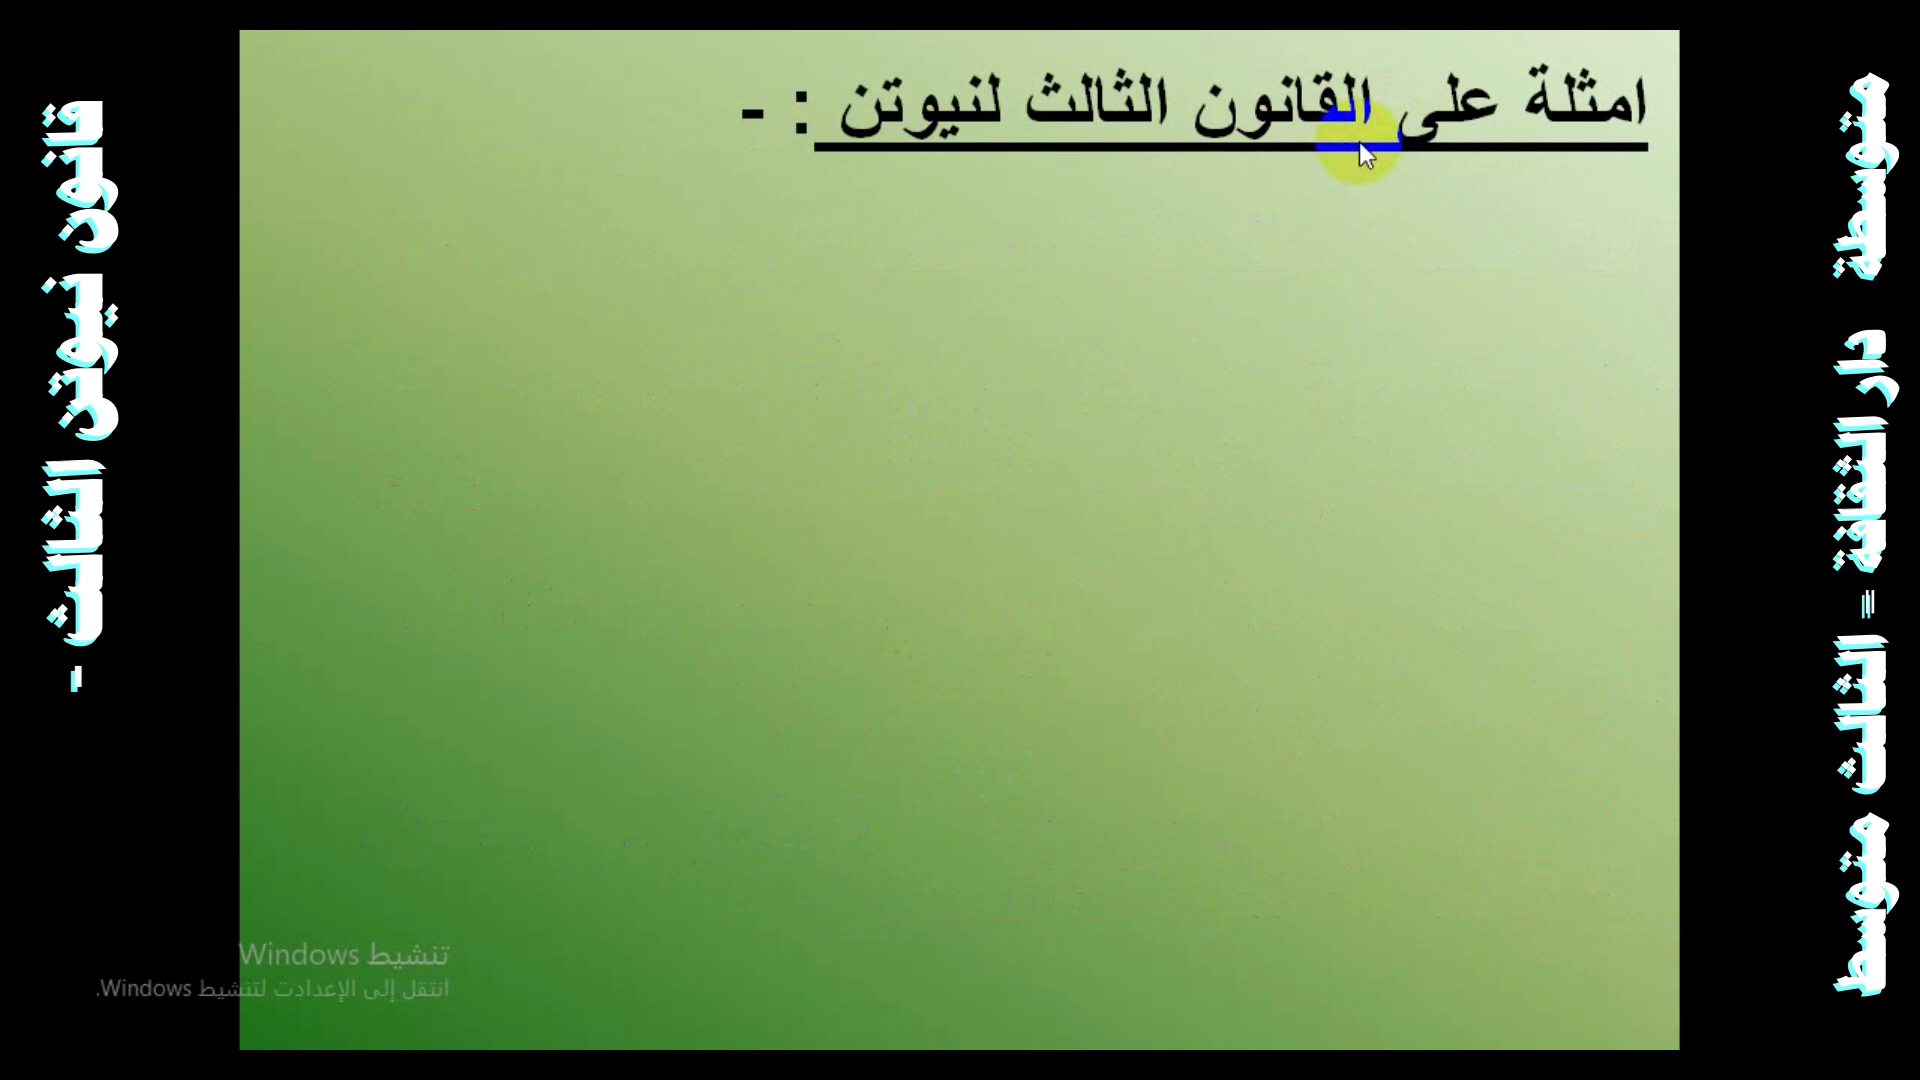 امثلة على القانون الثالث لنيوتن : -
متوسطة دار الثقافة = الثالث متوسط
قانون نيوتن الثالث -
تنشيط Windows
انتقل إلى الإعدادت لتنشيط Windows.